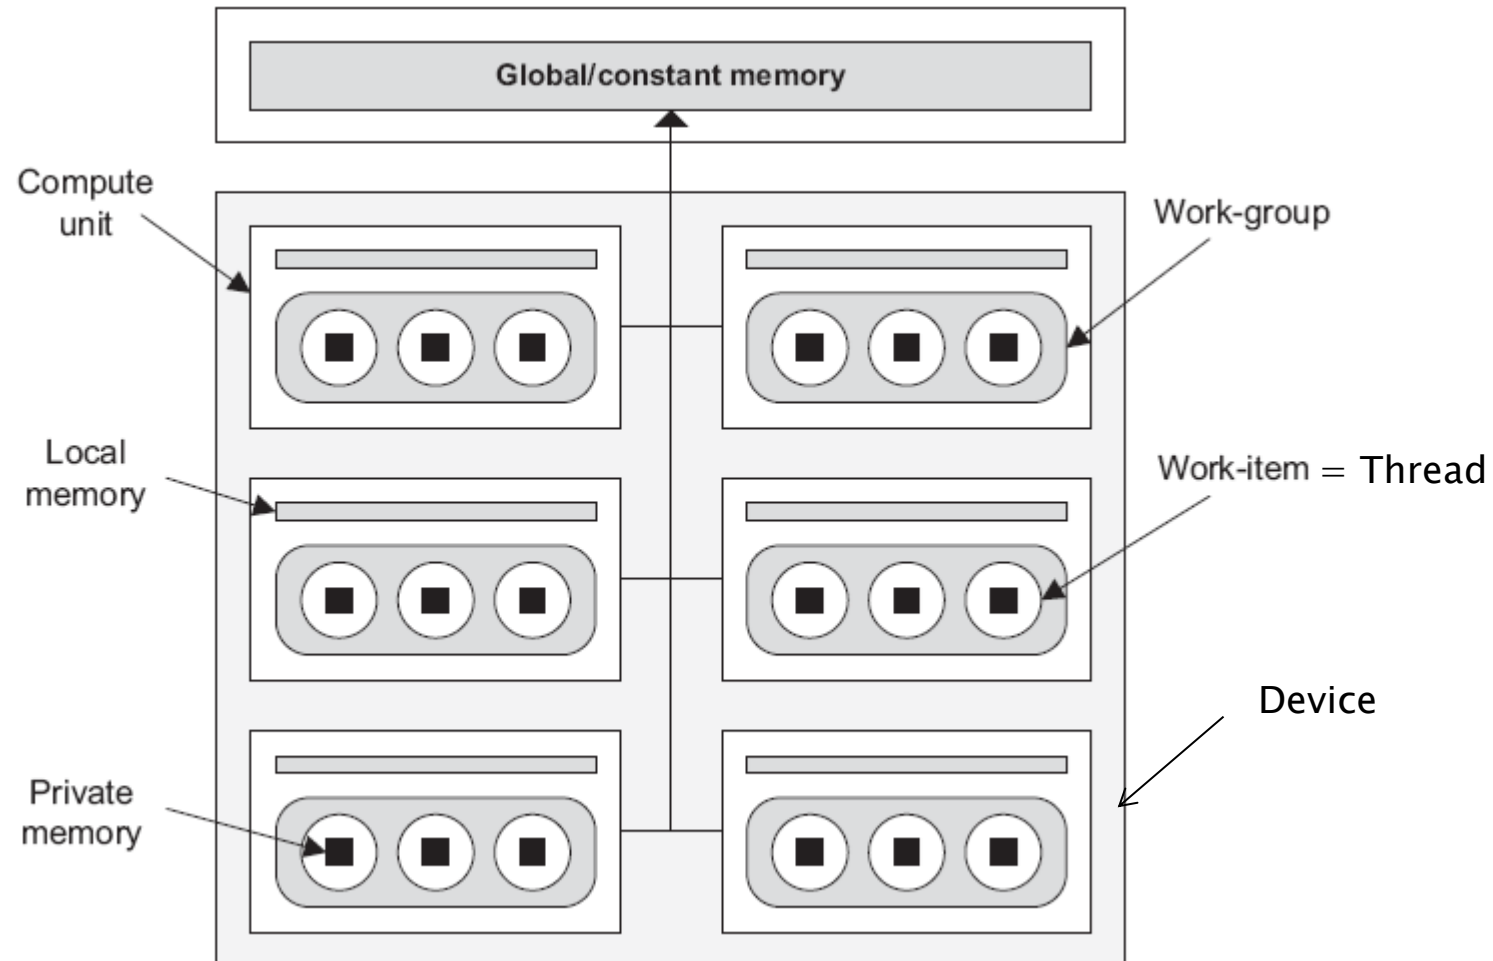 Global/constant memory
Compute
unit
Work-group
Local
memory
Work-item = Thread
Device
Private
memory